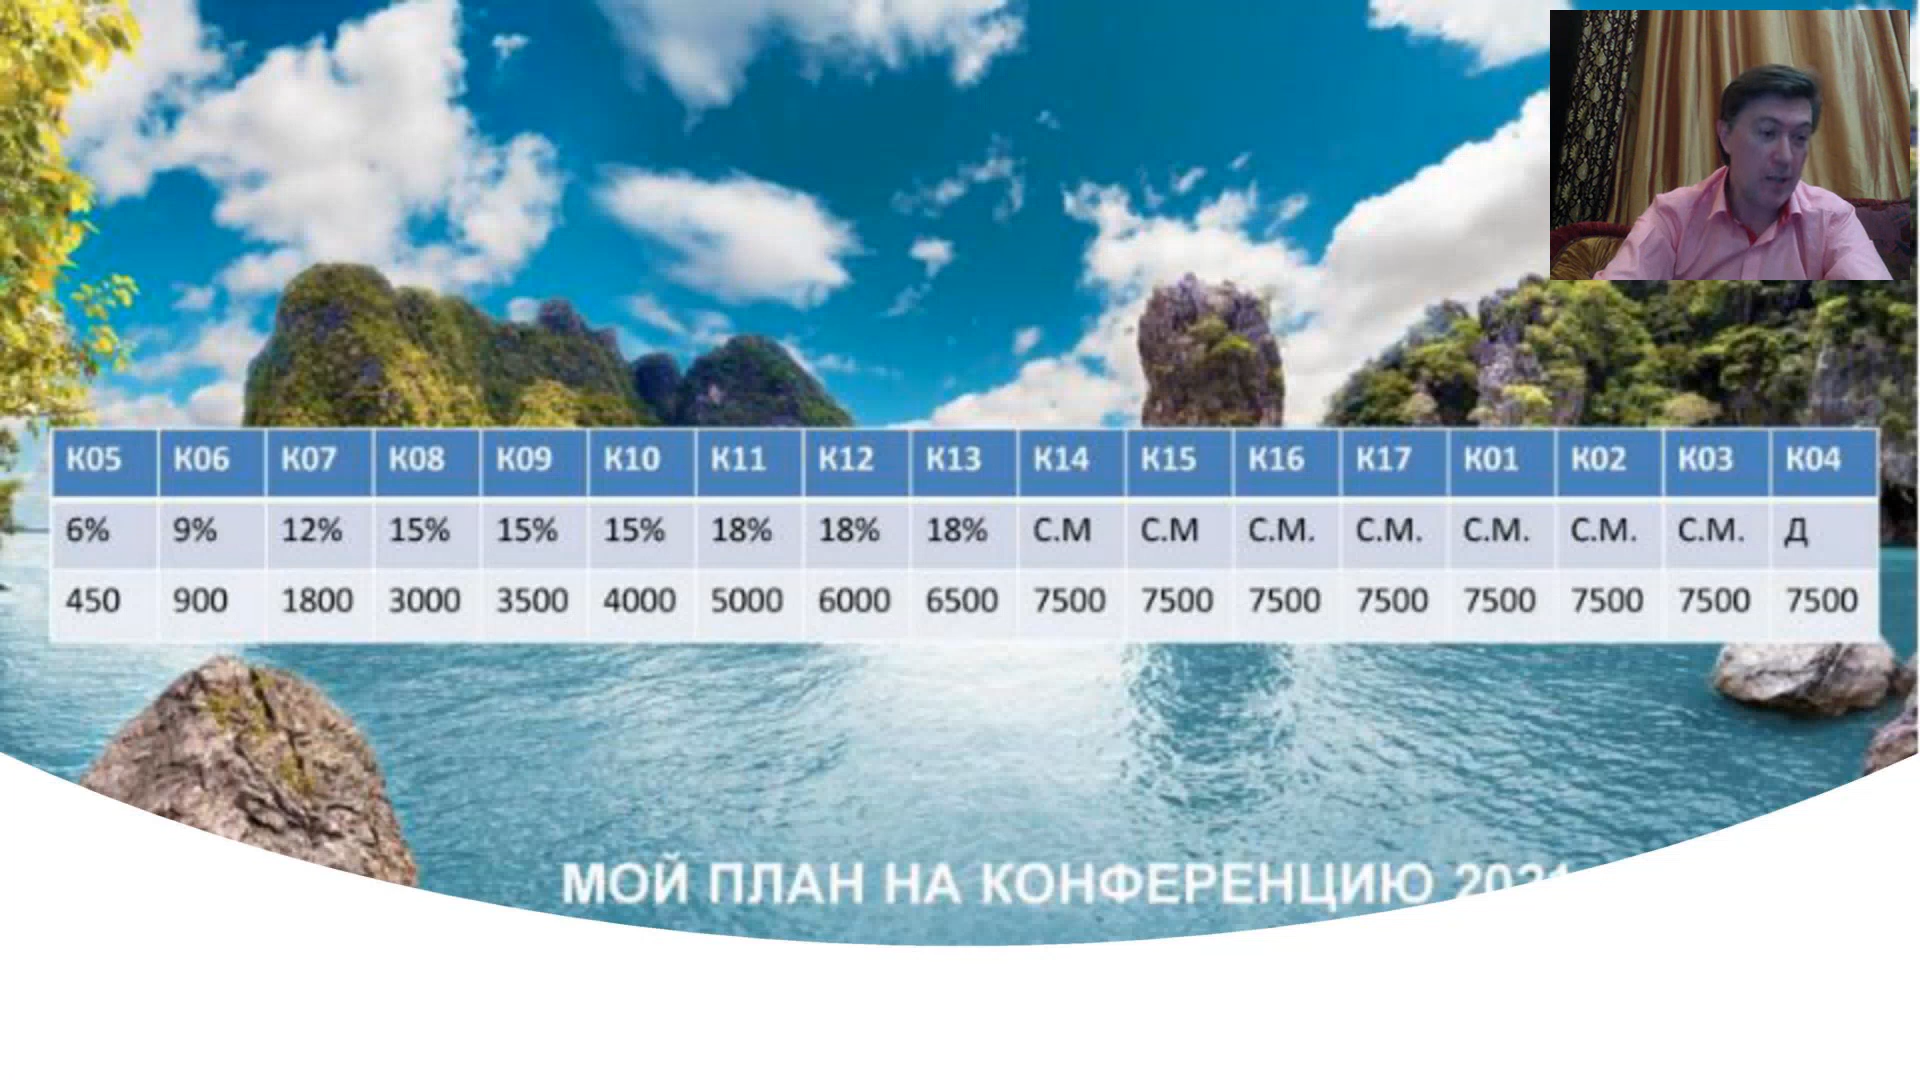 К05 К06 К07 К08 К09 К10 К11 К12 К13 К14 К15 К16 К17 К01 К02 К03 К04
6% 9% 12% 15% 15% 15% 18% 18% 18% С.М С.М С.М. С.М. С.М. С.М. С.М. Д
450 900 1800 3000 3500 4000 5000 6000 6500 7500 7500 7500 7500 7500 7500 7500 7500
МОЙ ПЛАН НА КОНФЕРЕНЦИЮ 2021